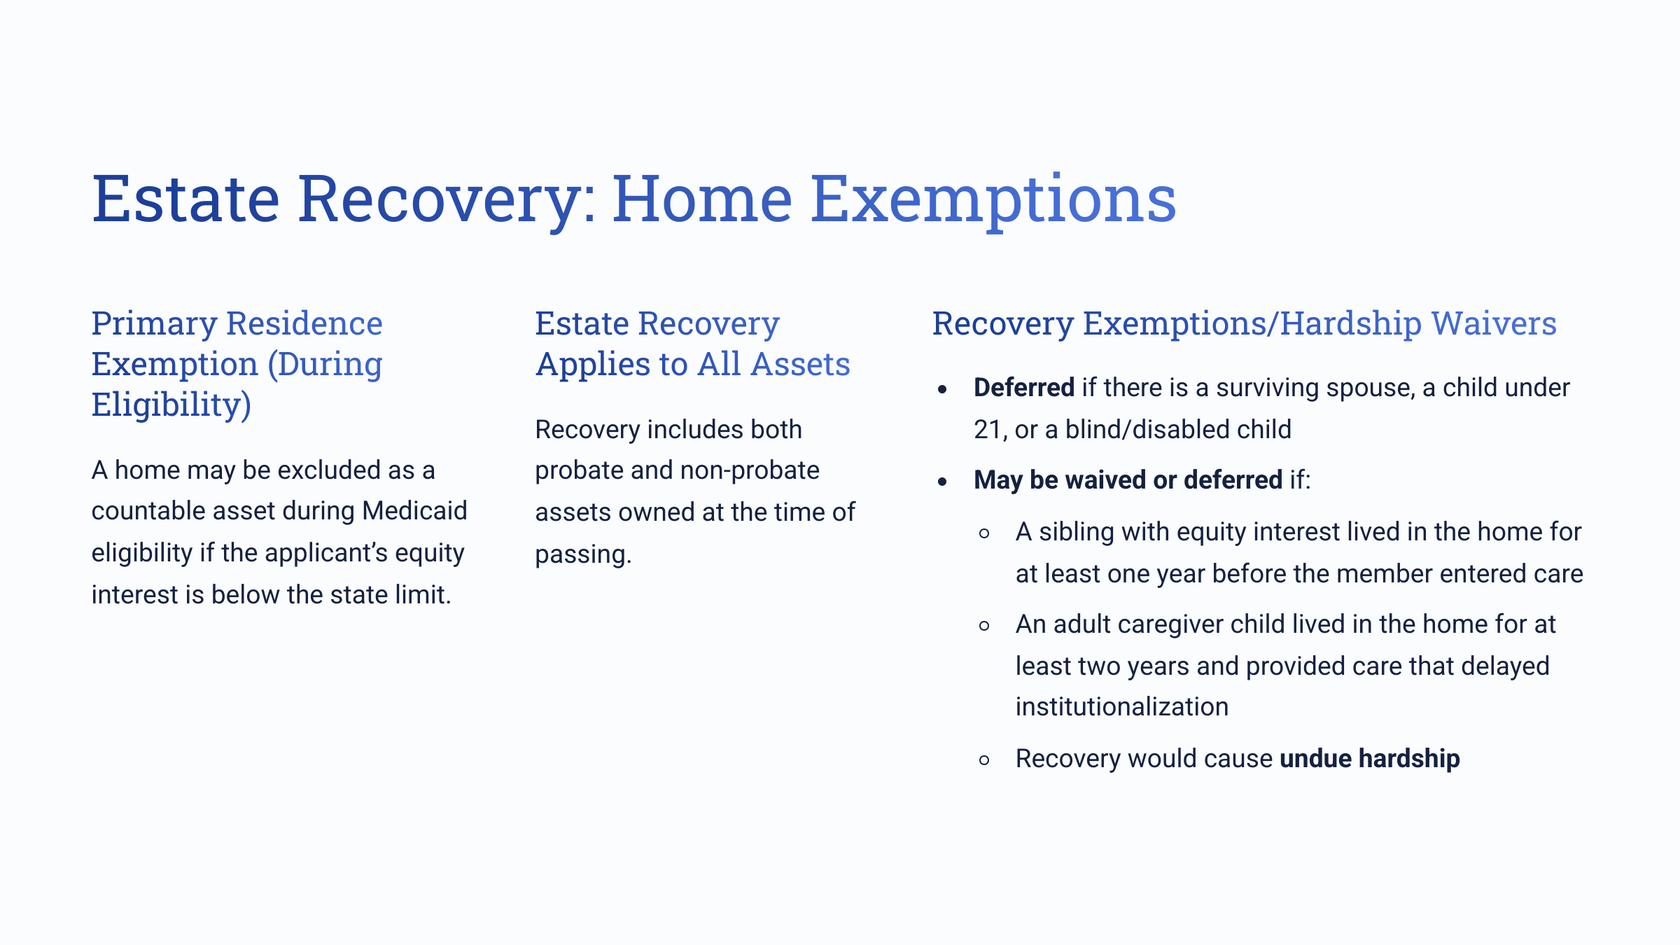 Estate Recovery: Home Exemptions
Primary Residence
Exemption (During
Eligibility)
A home may be excluded as a
countable asset during Medicaid
eligibility if the applicant’s equity
interest is below the state limit.
Estate Recovery
Applies to All Assets
Recovery includes both
probate and non-probate
assets owned at the time of
passing.
Recovery Exemptions/Hardship Waivers
• Deferred if there is a surviving spouse, a child under
21, or a blind/disabled child
• May be waived or deferred if:
○ A sibling with equity interest lived in the home for
at least one year before the member entered care
○ An adult caregiver child lived in the home for at
least two years and provided care that delayed
institutionalization
○ Recovery would cause undue hardship